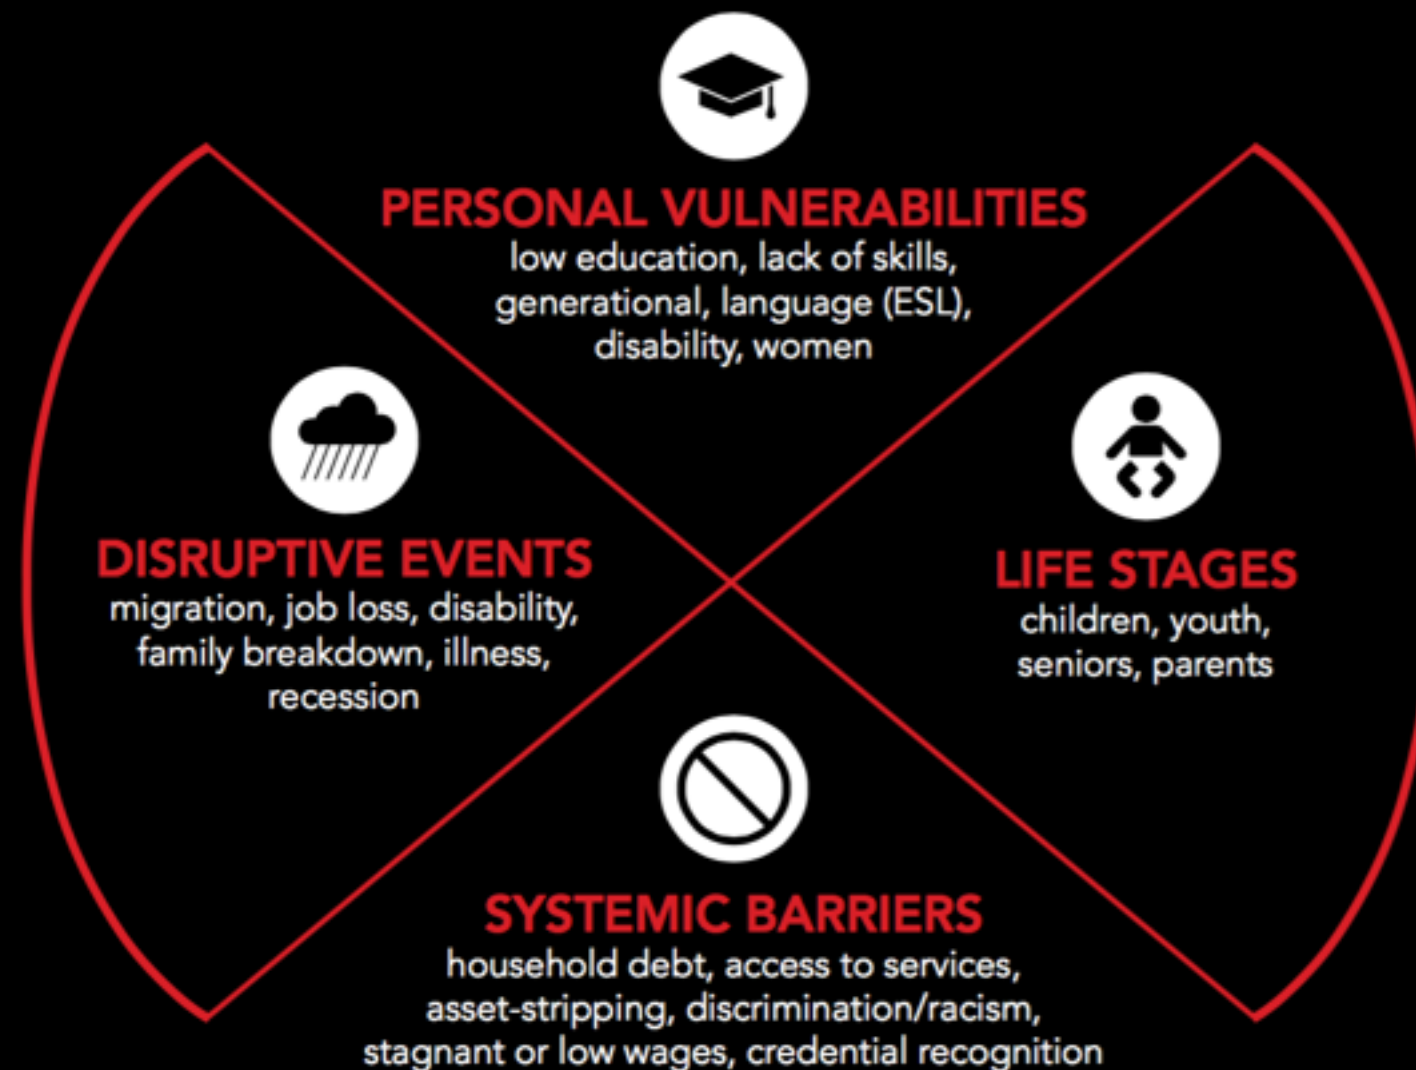 PERSONAL VULNERABILITIES
low education, lack of skills,
generational, language (ESL),
disability, women
DISRUPTIVE EVENTS
migration, job loss, disability,
family breakdown, illness,
recession
LIFE STAGES
children, youth,
seniors, parents
SYSTEMIC BARRIERS
household debt, access to services,
asset-stripping, discrimination/racism,
stagnant or low wages, credential recognition